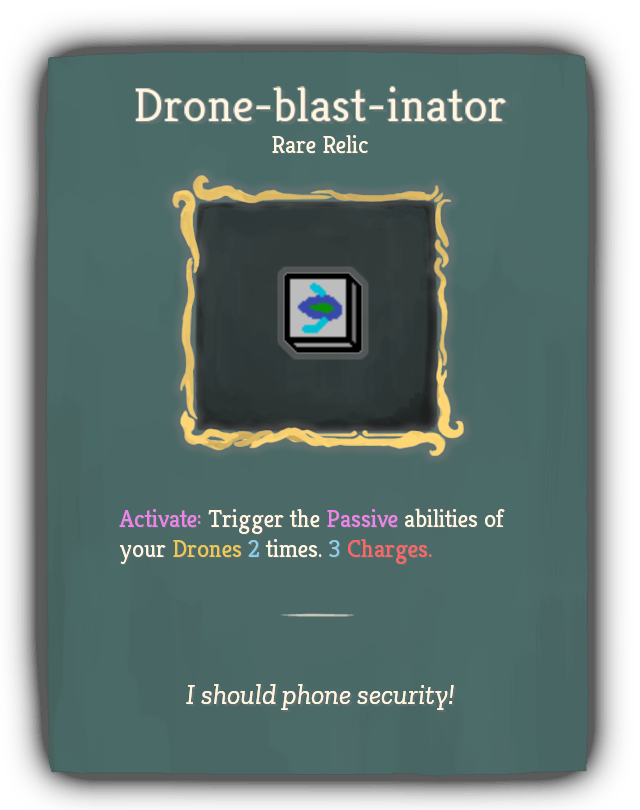 Drone-blast-inator
Rare Relic
Activate: Trigger the Passive abilities of
your Drones 2 times. 3 Charges.
I should phone security!